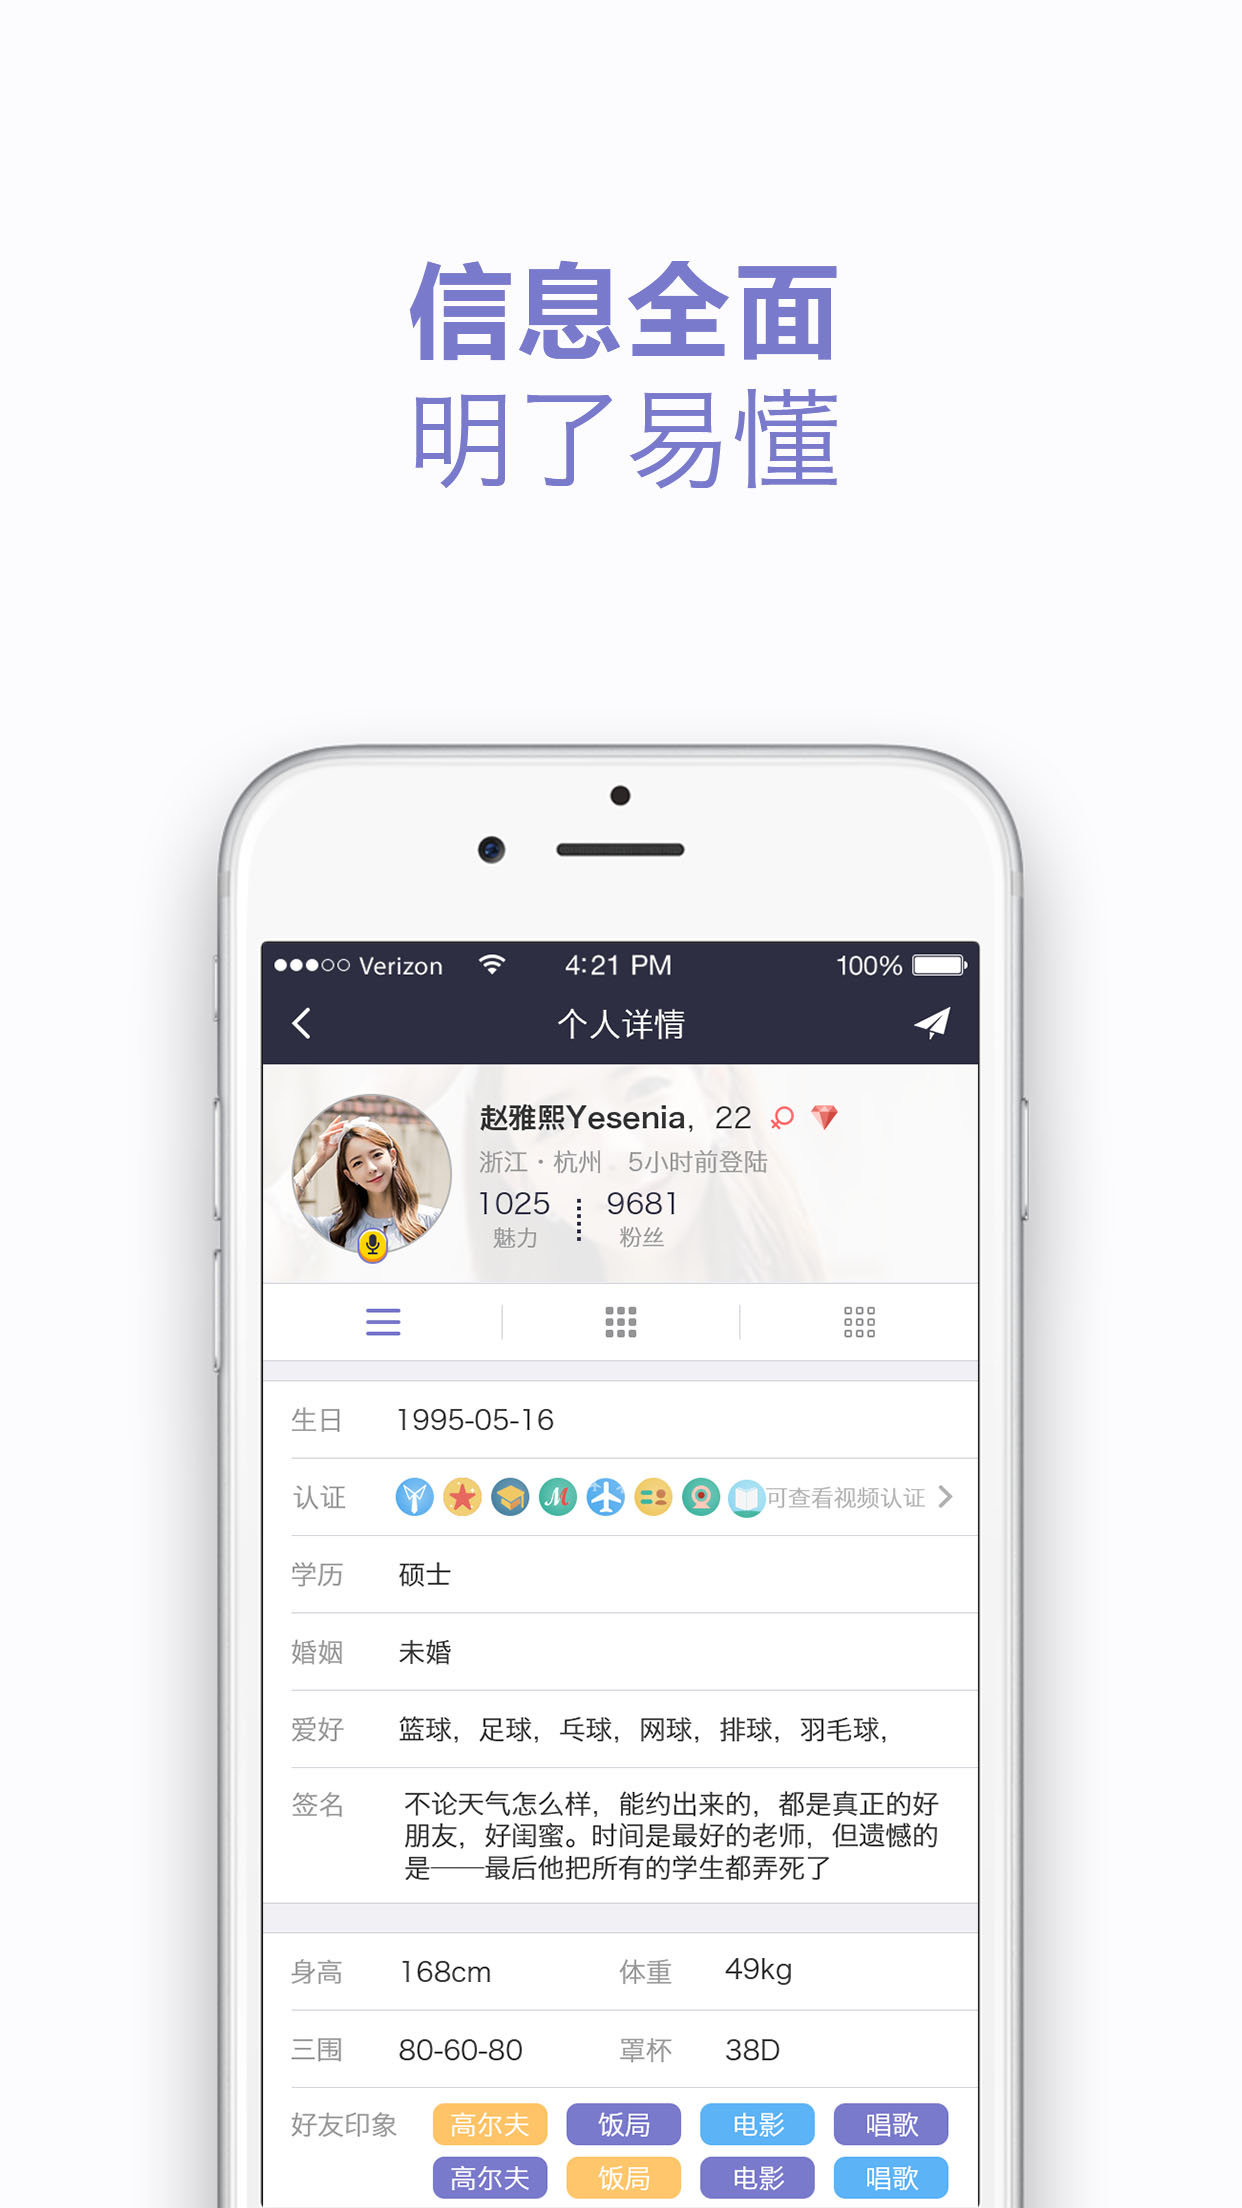 信息全面
明了易懂
Verizon 4:21 PM 100%
个人详情
赵雅熙Yesenia，22
浙江·杭州 5小时前登陆
1025 9681
魅力 粉丝
生日 1995-05-16
认证 M 可查看视频认证
学历 硕士
婚姻 未婚
爱好 篮球，足球，乓球，网球，排球，羽毛球，
签名 不论天气怎么样，能约出来的，都是真正的好
朋友，好闺蜜。时间是最好的老师，但遗憾的
是——最后他把所有的学生都弄死了
身高 168cm 体重 49kg
三围 80-60-80 罩杯 38D
好友印象 高尔夫 饭局 电影 唱歌
高尔夫 饭局 电影 唱歌